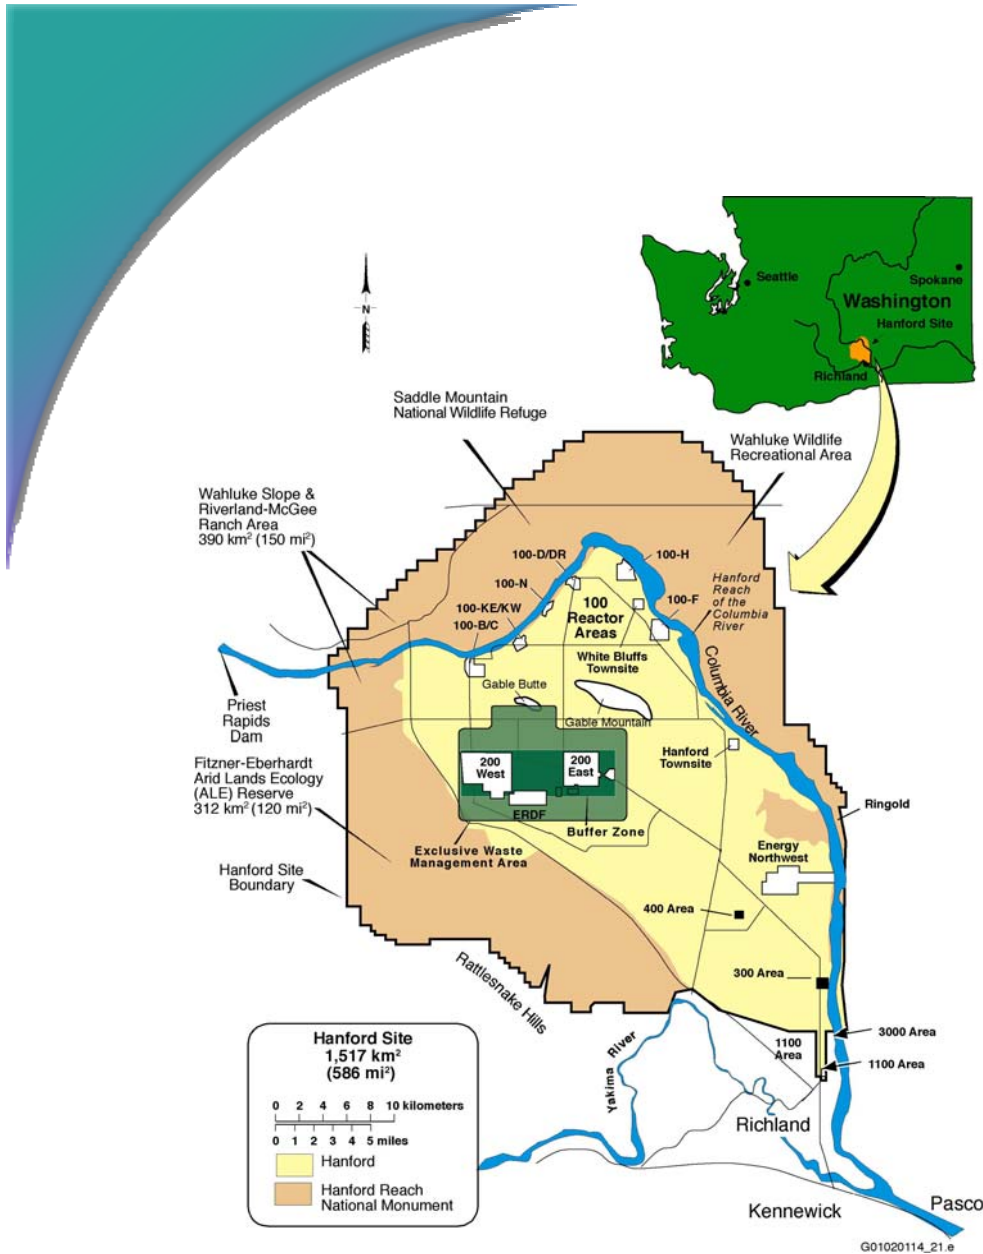 Seattle
Spokane
Washington
Hanford Site
Richland
N
Saddle Mountain
National Wildlife Refuge
Wahluke Wildlife
Recreational Area
Wahluke Slope &
Riverland-McGee
Ranch Area
390 km² (150 mi²)
100-D/DR
100-H
100-N
100-KE/KW
100-B/C
100-F
Hanford
Reach
of the
Columbia
River
100
Reactor
Areas
White Bluffs
Townsite
Columbia River
Gable Butte
Gable Mountain
Priest
Rapids
Dam
Hanford
Townsite
Fitzner-Eberhardt
Arid Lands Ecology
(ALE) Reserve
312 km² (120 mi²)
200
West
200
East
ERDF
Buffer Zone
Ringold
Exclusive Waste
Management Area
Energy
Northwest
Hanford Site
Boundary
400 Area
300 Area
Rattlesnake Hills
3000 Area
1100
Area
1100 Area
Yakima River
Richland
Kennewick
Pasco
Hanford Site
1,517 km²
(586 mi²)
0 2 4 6 8 10 kilometers
0 1 2 3 4 5 miles
Hanford
Hanford Reach
National Monument
G01020114_21.e